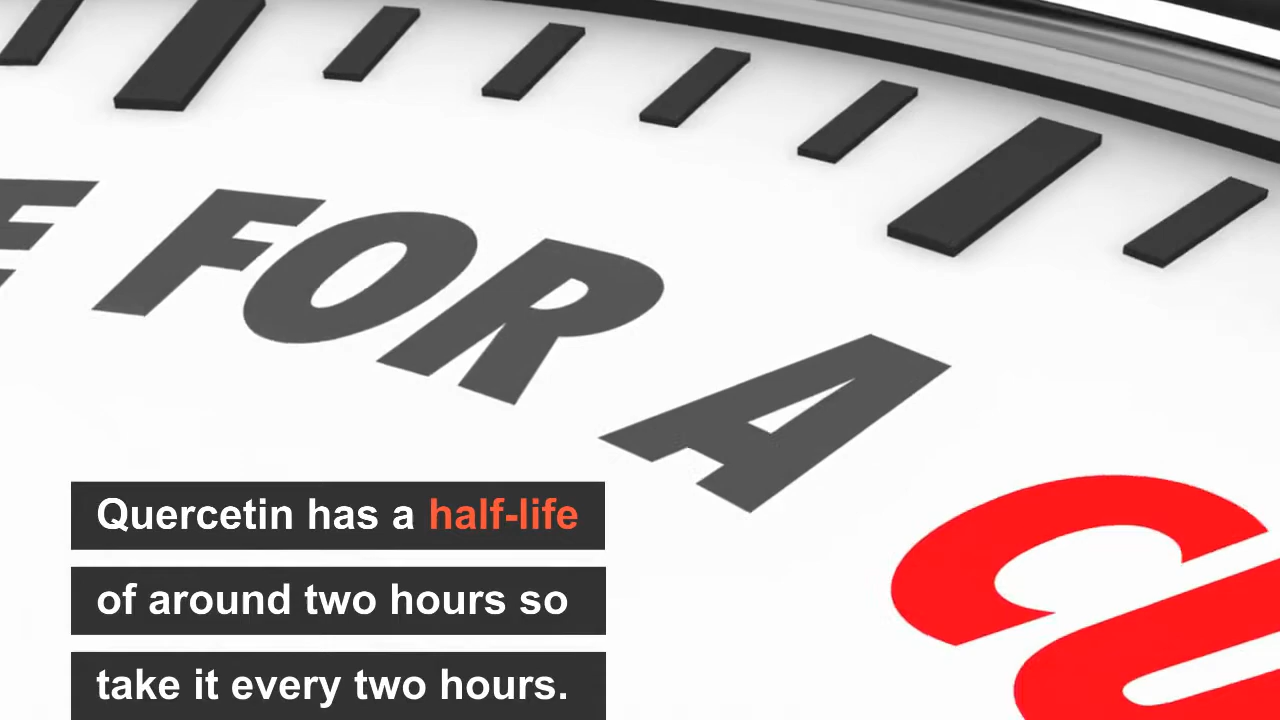 FOR A
Quercetin has a half-life
of around two hours so
take it every two hours.